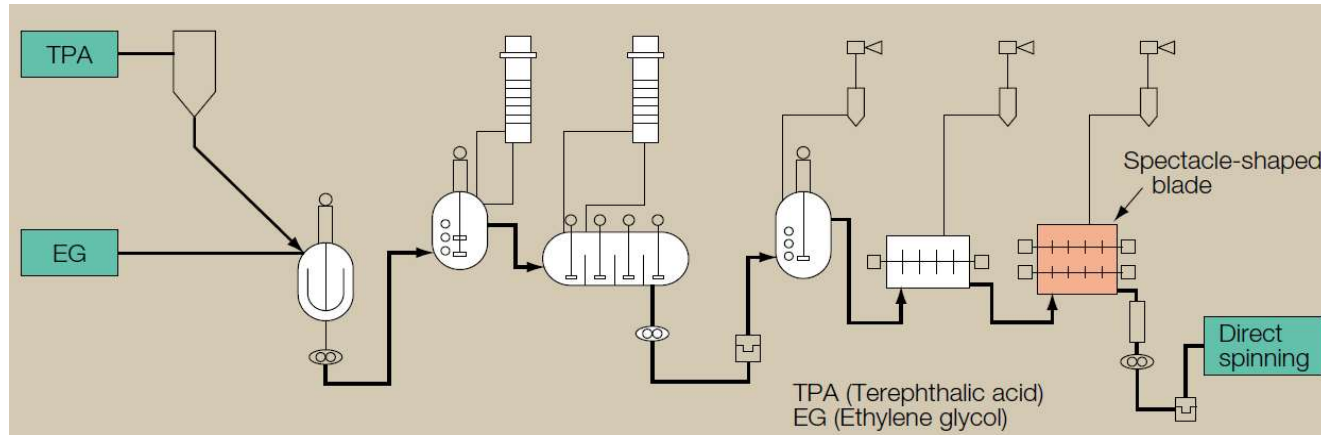 TPA
EG
Spectacle-shaped
blade
Direct
spinning
TPA (Terephthalic acid)
EG (Ethylene glycol)